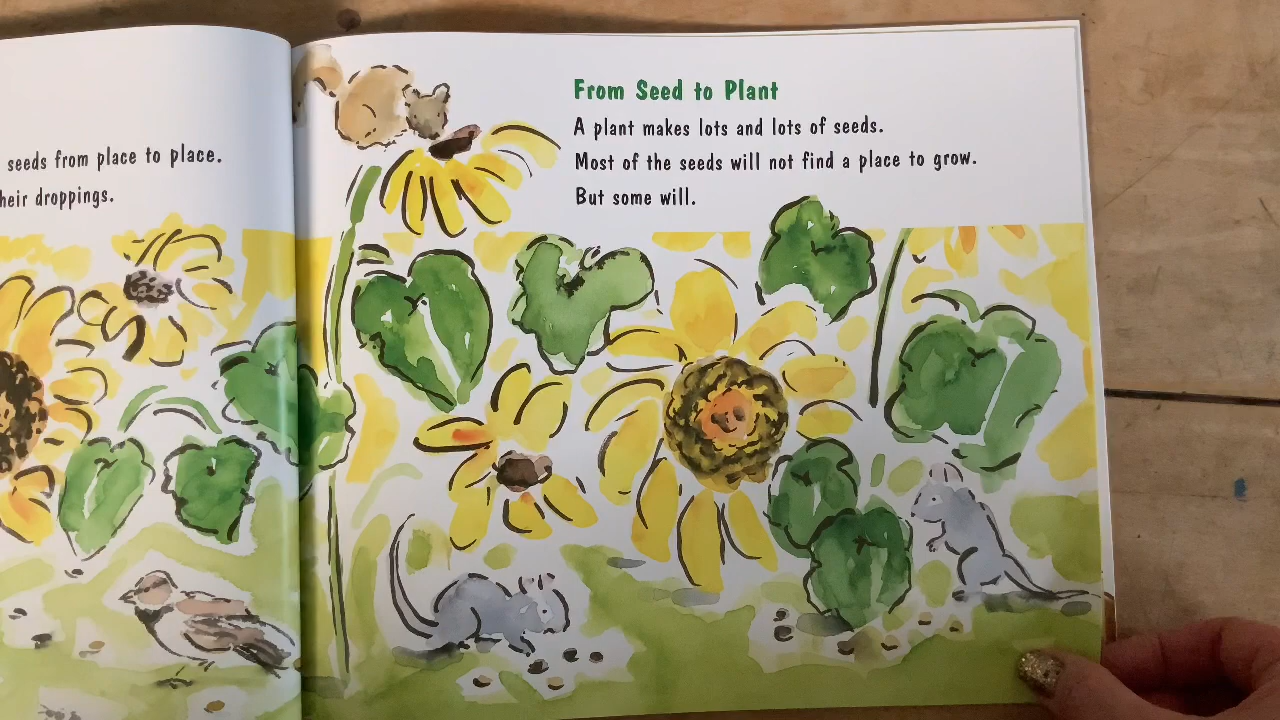 seeds from place to place.
heir droppings.
From Seed to Plant
A plant makes lots and lots of seeds.
Most of the seeds will not find a place to grow.
But some will.